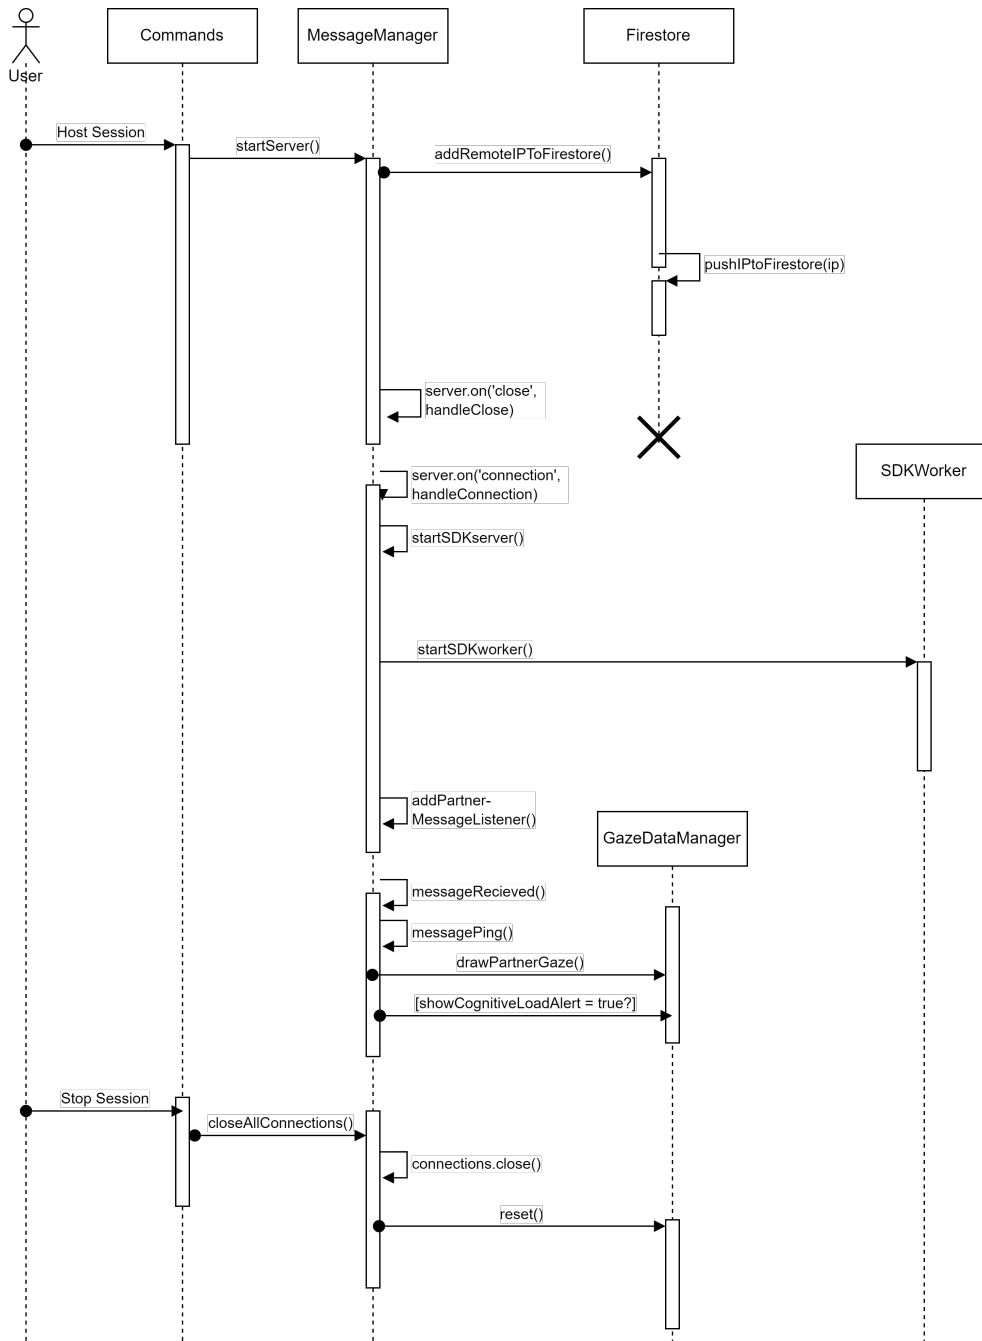 Commands
MessageManager
Firestore
User
Host Session
startServer()
addRemoteIPToFirestore()
pushIPtoFirestore(ip)
server.on('close',
handleClose)
server.on('connection',
handleConnection)
SDKWorker
startSDKserver()
startSDKworker()
addPartner-
MessageListener()
GazeDataManager
messageRecieved()
messagePing()
drawPartnerGaze()
[showCognitiveLoadAlert = true?]
Stop Session
closeAllConnections()
connections.close()
reset()